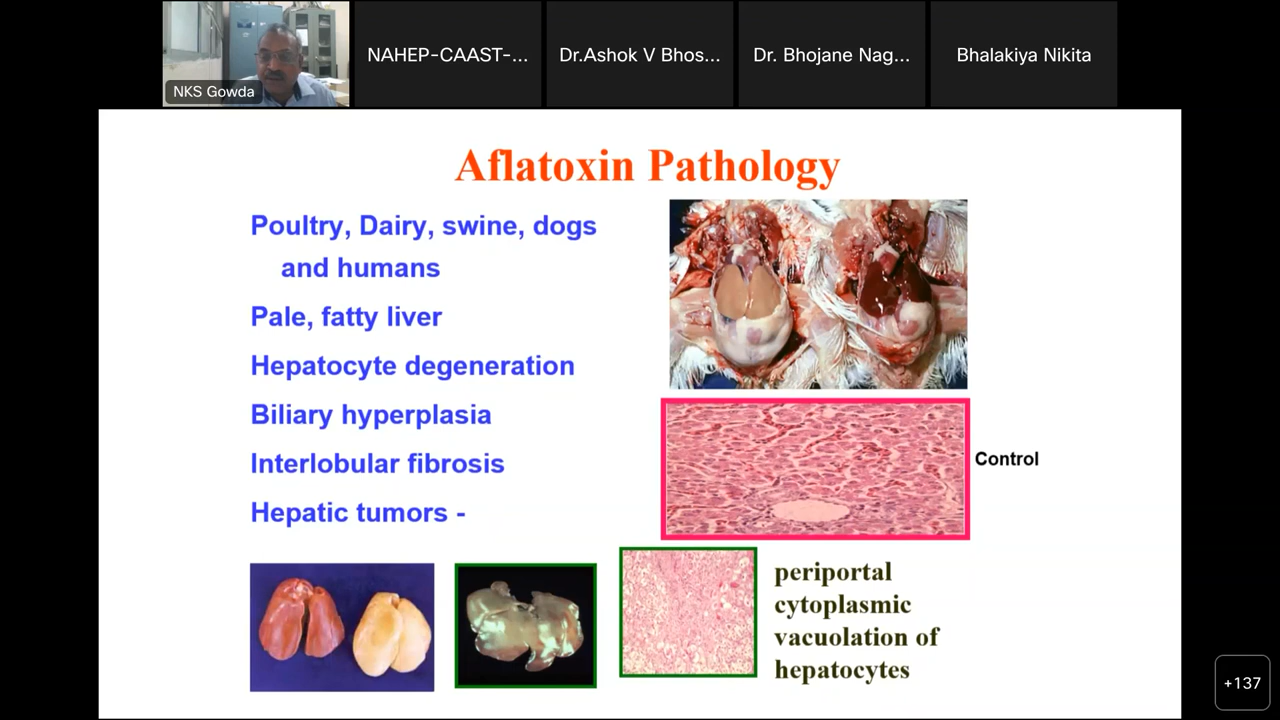 NKS Gowda
NAHEP-CAAST-...
Dr.Ashok V Bhos...
Dr. Bhojane Nag...
Bhalakiya Nikita
Aflatoxin Pathology
Poultry, Dairy, swine, dogs
and humans
Pale, fatty liver
Hepatocyte degeneration
Biliary hyperplasia
Interlobular fibrosis
Hepatic tumors -
Control
periportal
cytoplasmic
vacuolation of
hepatocytes
+137